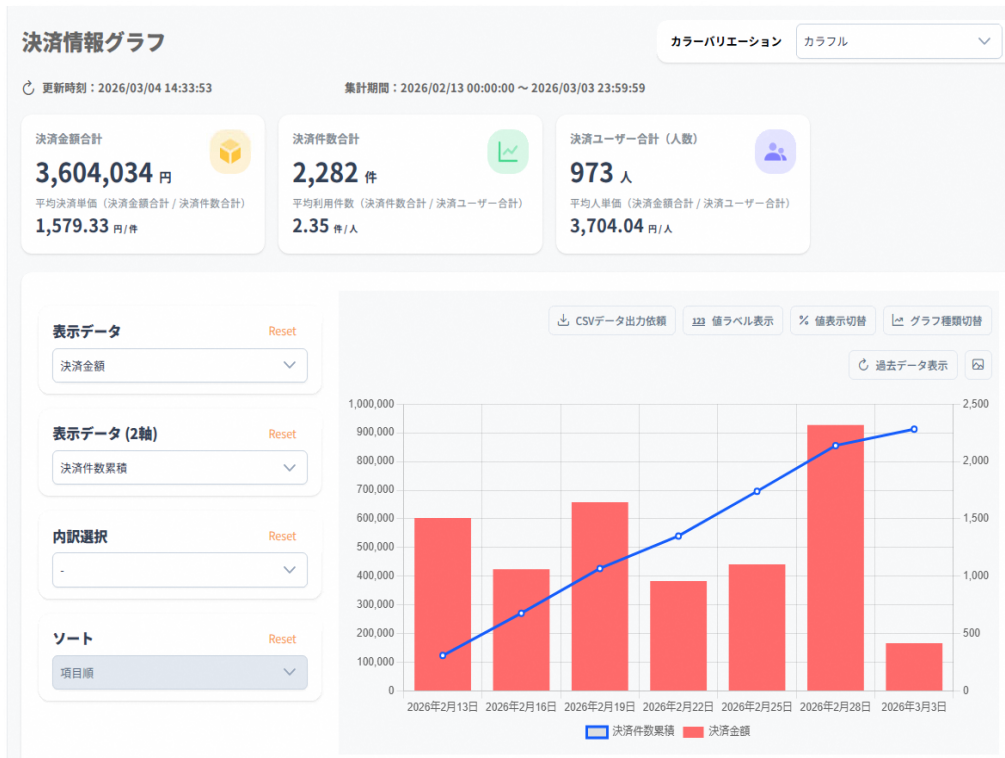 決済情報グラフ
カラーバリエーション
カラフル
更新時刻：2026/03/04 14:33:53
集計期間：2026/02/13 00:00:00 〜 2026/03/03 23:59:59
決済金額合計
3,604,034 円
平均決済単価（決済金額合計 / 決済件数合計）
1,579.33 円/件
決済件数合計
2,282 件
平均利用件数（決済件数合計 / 決済ユーザー合計）
2.35 件/人
決済ユーザー合計（人数）
973 人
平均人単価（決済金額合計 / 決済ユーザー合計）
3,704.04 円/人
表示データ
Reset
決済金額
表示データ (2軸)
Reset
決済件数累積
内訳選択
Reset
-
ソート
Reset
項目順
CSVデータ出力依頼
123 値ラベル表示
% 値表示切替
グラフ種類切替
過去データ表示
1,000,000
900,000
800,000
700,000
600,000
500,000
400,000
300,000
200,000
100,000
0
2,500
2,000
1,500
1,000
500
0
2026年2月13日 2026年2月16日 2026年2月19日 2026年2月22日 2026年2月25日 2026年2月28日 2026年3月3日
決済件数累積 決済金額